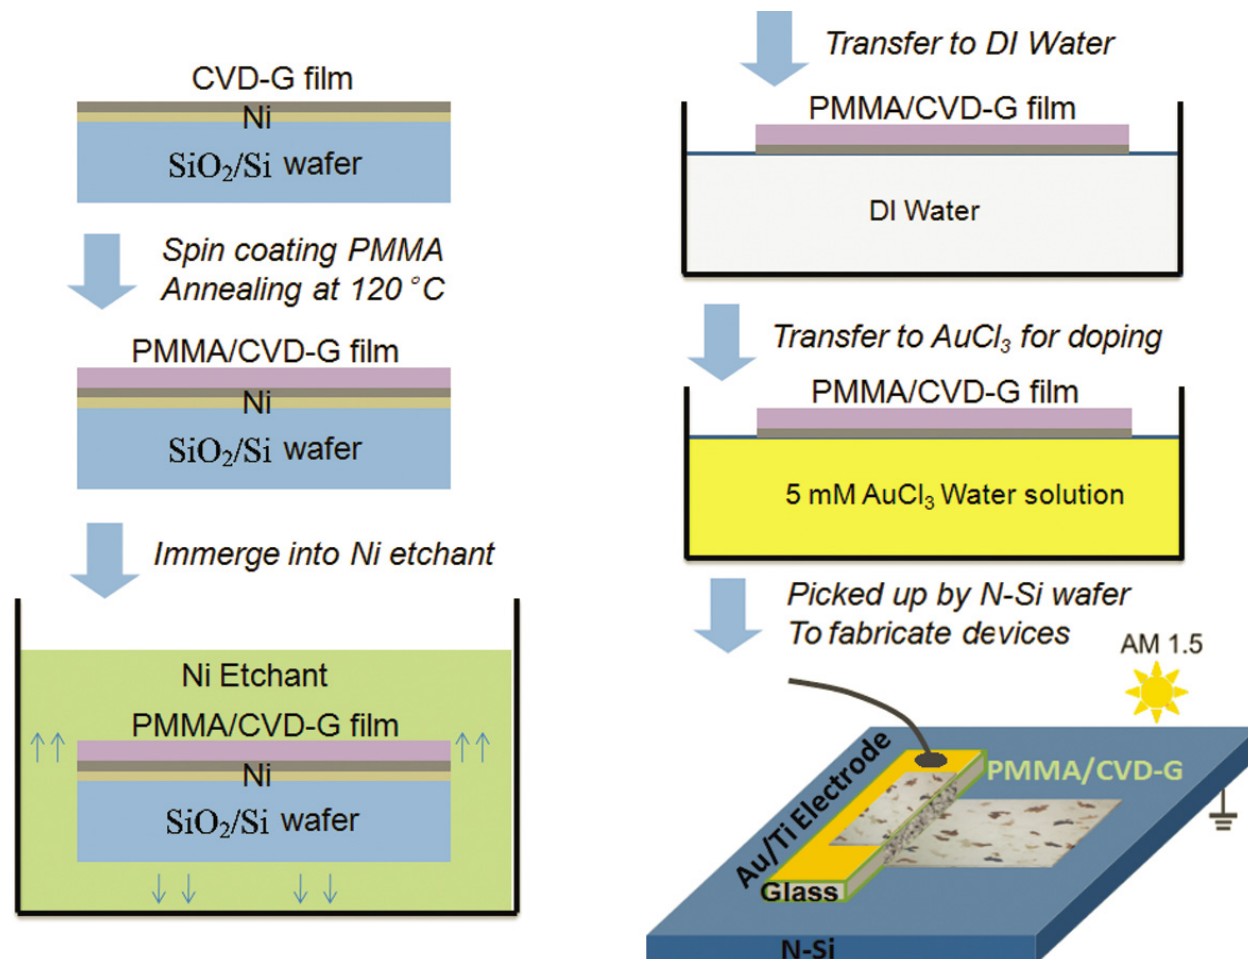 CVD-G film
Ni
SiO₂/Si wafer
Spin coating PMMA
Annealing at 120 °C
PMMA/CVD-G film
Ni
SiO₂/Si wafer
Immerge into Ni etchant
Ni Etchant
PMMA/CVD-G film
Ni
SiO₂/Si wafer
Transfer to DI Water
PMMA/CVD-G film
DI Water
Transfer to AuCl₃ for doping
PMMA/CVD-G film
5 mM AuCl₃ Water solution
Picked up by N-Si wafer
To fabricate devices
AM 1.5
Au/Ti Electrode
PMMA/CVD-G
Glass
N-Si